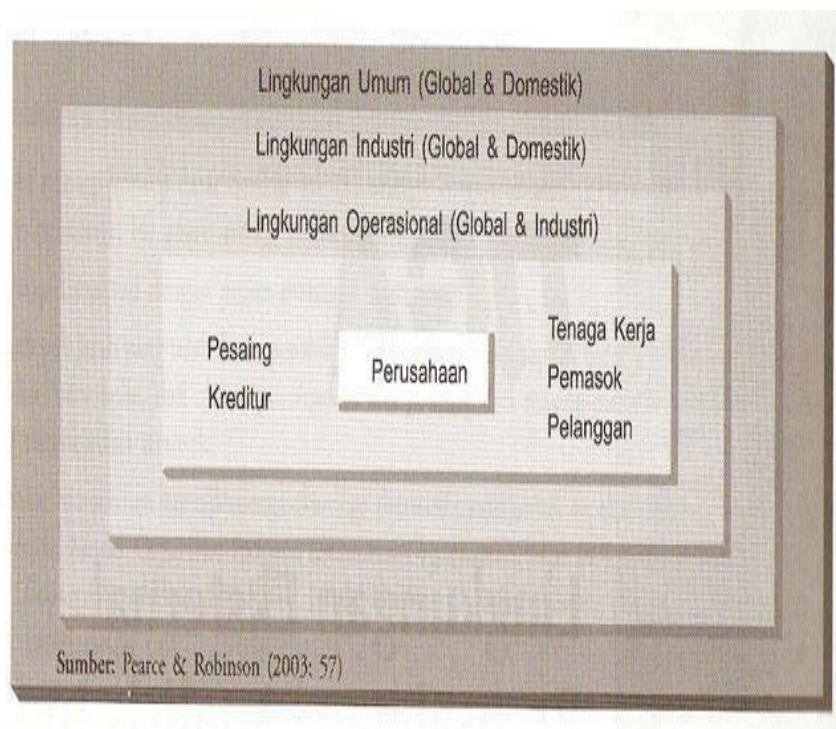 Lingkungan Umum (Global & Domestik)
Lingkungan Industri (Global & Domestik)
Lingkungan Operasional (Global & Industri)
Pesaing
Kreditur
Perusahaan
Tenaga Kerja
Pemasok
Pelanggan
Sumber: Pearce & Robinson (2003: 57)